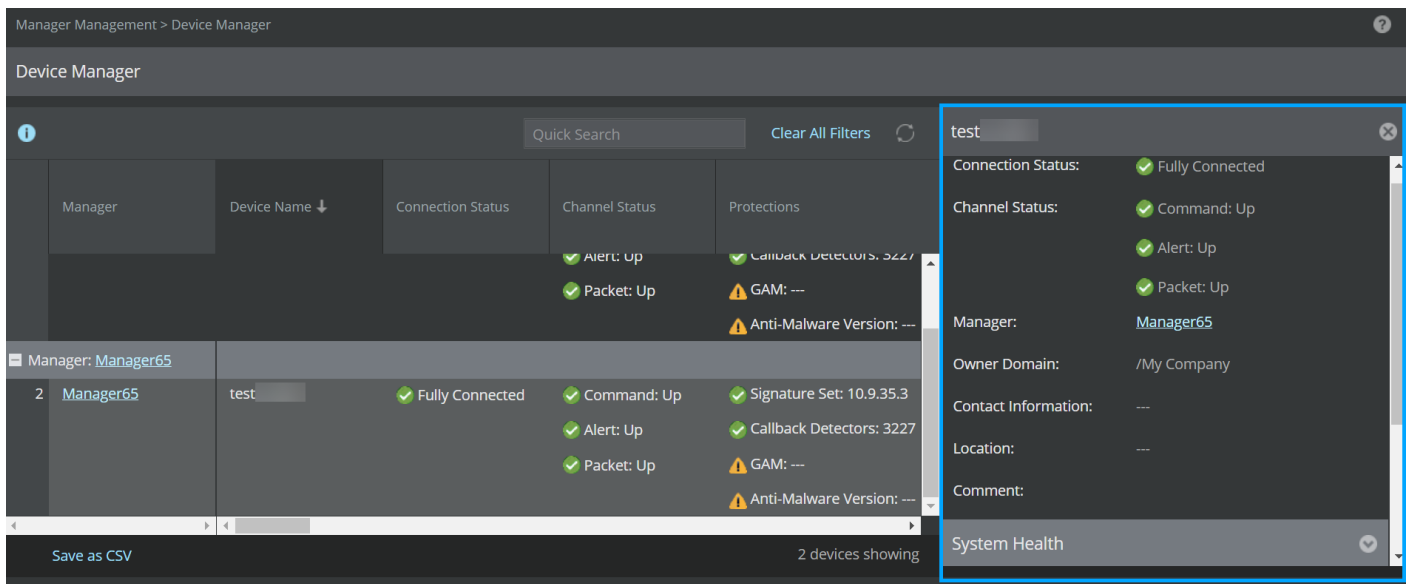 Manager Management > Device Manager
Device Manager
Quick Search
Clear All Filters
Manager
Device Name
Connection Status
Channel Status
Protections
Alert: Up
Callback Detectors: 3227
Packet: Up
GAM: ---
Anti-Malware Version: ---
Manager: Manager65
2 Manager65 test Fully Connected Command: Up Signature Set: 10.9.35.3
Alert: Up Callback Detectors: 3227
Packet: Up GAM: ---
Anti-Malware Version: ---
Save as CSV
2 devices showing
test
Connection Status: Fully Connected
Channel Status: Command: Up
Alert: Up
Packet: Up
Manager: Manager65
Owner Domain: /My Company
Contact Information: ---
Location: ---
Comment:
System Health